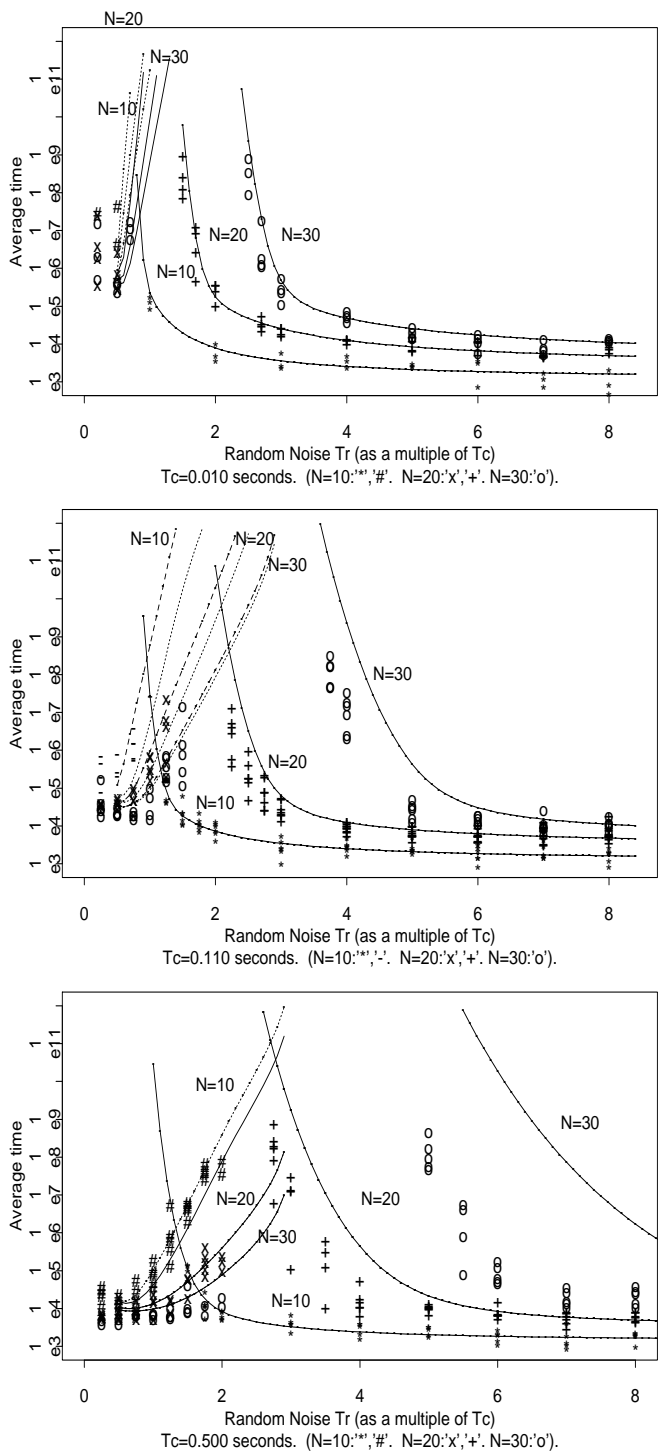 N=20
N=30
N=10
N=20
N=30
N=10
Average time
1 e3
1 e4
1 e5
1 e6
1 e7
1 e8
1 e9
1 e11
0 2 4 6 8
Random Noise Tr (as a multiple of Tc)
Tc=0.010 seconds. (N=10:'*','#'. N=20:'x','+'. N=30:'o').
N=10
N=20
N=30
N=30
N=20
N=10
Average time
1 e3
1 e4
1 e5
1 e6
1 e7
1 e8
1 e9
1 e11
0 2 4 6 8
Random Noise Tr (as a multiple of Tc)
Tc=0.110 seconds. (N=10:'*','-'. N=20:'x','+'. N=30:'o').
N=10
N=30
N=20
N=20
N=30
N=10
Average time
1 e3
1 e4
1 e5
1 e6
1 e7
1 e8
1 e9
1 e11
0 2 4 6 8
Random Noise Tr (as a multiple of Tc)
Tc=0.500 seconds. (N=10:'*','#'. N=20:'x','+'. N=30:'o').